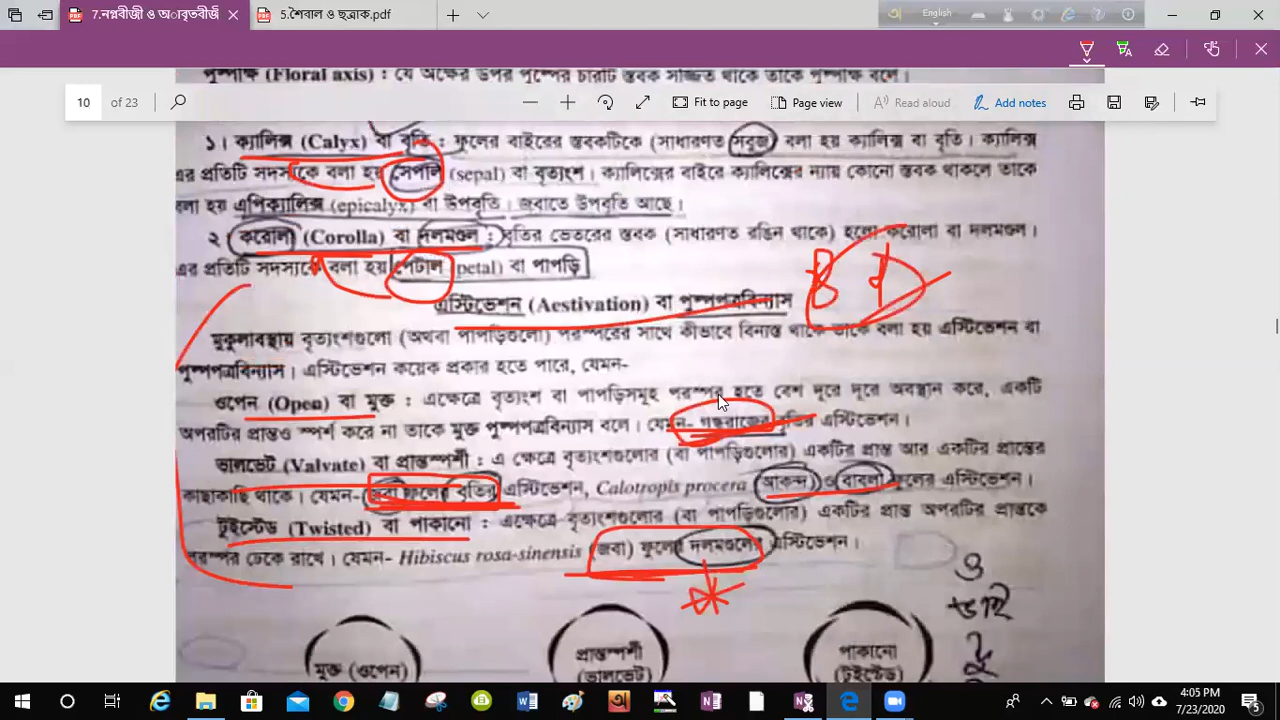 7.নগ্নবীজী ও আবৃতবীজী
5.শৈবাল ও ছত্রাক.pdf
English
10 of 23
Fit to page
Page view
Read aloud
Add notes
পুষ্পাক্ষ (Floral axis) : যে অক্ষের উপর পুষ্পের চারটি স্তবক সজ্জিত থাকে তাকে পুষ্পাক্ষ বলে।
১। ক্যালিক্স (Calyx) বা বৃতি : ফুলের বাইরের স্তবকটিকে (সাধারণত সবুজ) বলা হয় ক্যালিক্স বা বৃতি। ক্যালিক্স
এর প্রতিটি সদস্যকে বলা হয় সেপাল (sepal) বা বৃত্যংশ। ক্যালিক্সের বাইরে ক্যালিক্সের ন্যায় কোনো স্তবক থাকলে তাকে
বলা হয় এপিক্যালিক্স (epicalyx) বা উপবৃতি। জবাতে উপবৃতি আছে।
২ করোলা (Corolla) বা দলমণ্ডল : বৃতির ভেতরের স্তবক (সাধারণত রঙিন থাকে) হলো করোলা বা দলমণ্ডল।
এর প্রতিটি সদস্যকে বলা হয় পেটাল (petal) বা পাপড়ি
এস্টিভেশন (Aestivation) বা পুষ্পপত্রবিন্যাস
মুকুলাবস্থায় বৃত্যংশগুলো (অথবা পাপড়িগুলো) পরস্পরের সাথে কীভাবে বিন্যস্ত থাকে তাকে বলা হয় এস্টিভেশন বা
পুষ্পপত্রবিন্যাস। এস্টিভেশন কয়েক প্রকার হতে পারে, যেমন-
ওপেন (Open) বা মুক্ত : এক্ষেত্রে বৃত্যংশ বা পাপড়িসমূহ পরস্পর হতে বেশ দূরে দূরে অবস্থান করে, একটি
অপরটির প্রান্তও স্পর্শ করে না তাকে মুক্ত পুষ্পপত্রবিন্যাস বলে। যেমন- গন্ধরাজের বৃতির এস্টিভেশন।
ভালভেট (Valvate) বা প্রান্তস্পর্শী : এ ক্ষেত্রে বৃত্যংশগুলোর (বা পাপড়িগুলোর) একটির প্রান্ত আর একটির প্রান্তের
কাছাকাছি থাকে। যেমন- জবা ফুলের বৃতির এস্টিভেশন, Calotropis procera আকন্দ ও বাবলা ফুলের এস্টিভেশন।
টুইস্টেড (Twisted) বা পাকানো : এক্ষেত্রে বৃত্যংশগুলোর (বা পাপড়িগুলোর) একটির প্রান্ত অপরটির প্রান্তকে
পরস্পর ঢেকে রাখে। যেমন- Hibiscus rosa-sinensis (জবা) ফুলের দলমণ্ডলের এস্টিভেশন।
মুক্ত (ওপেন)
প্রান্তস্পর্শী
(ভালভেট)
পাকানো
(টুইস্টেড)
4:05 PM
7/23/2020